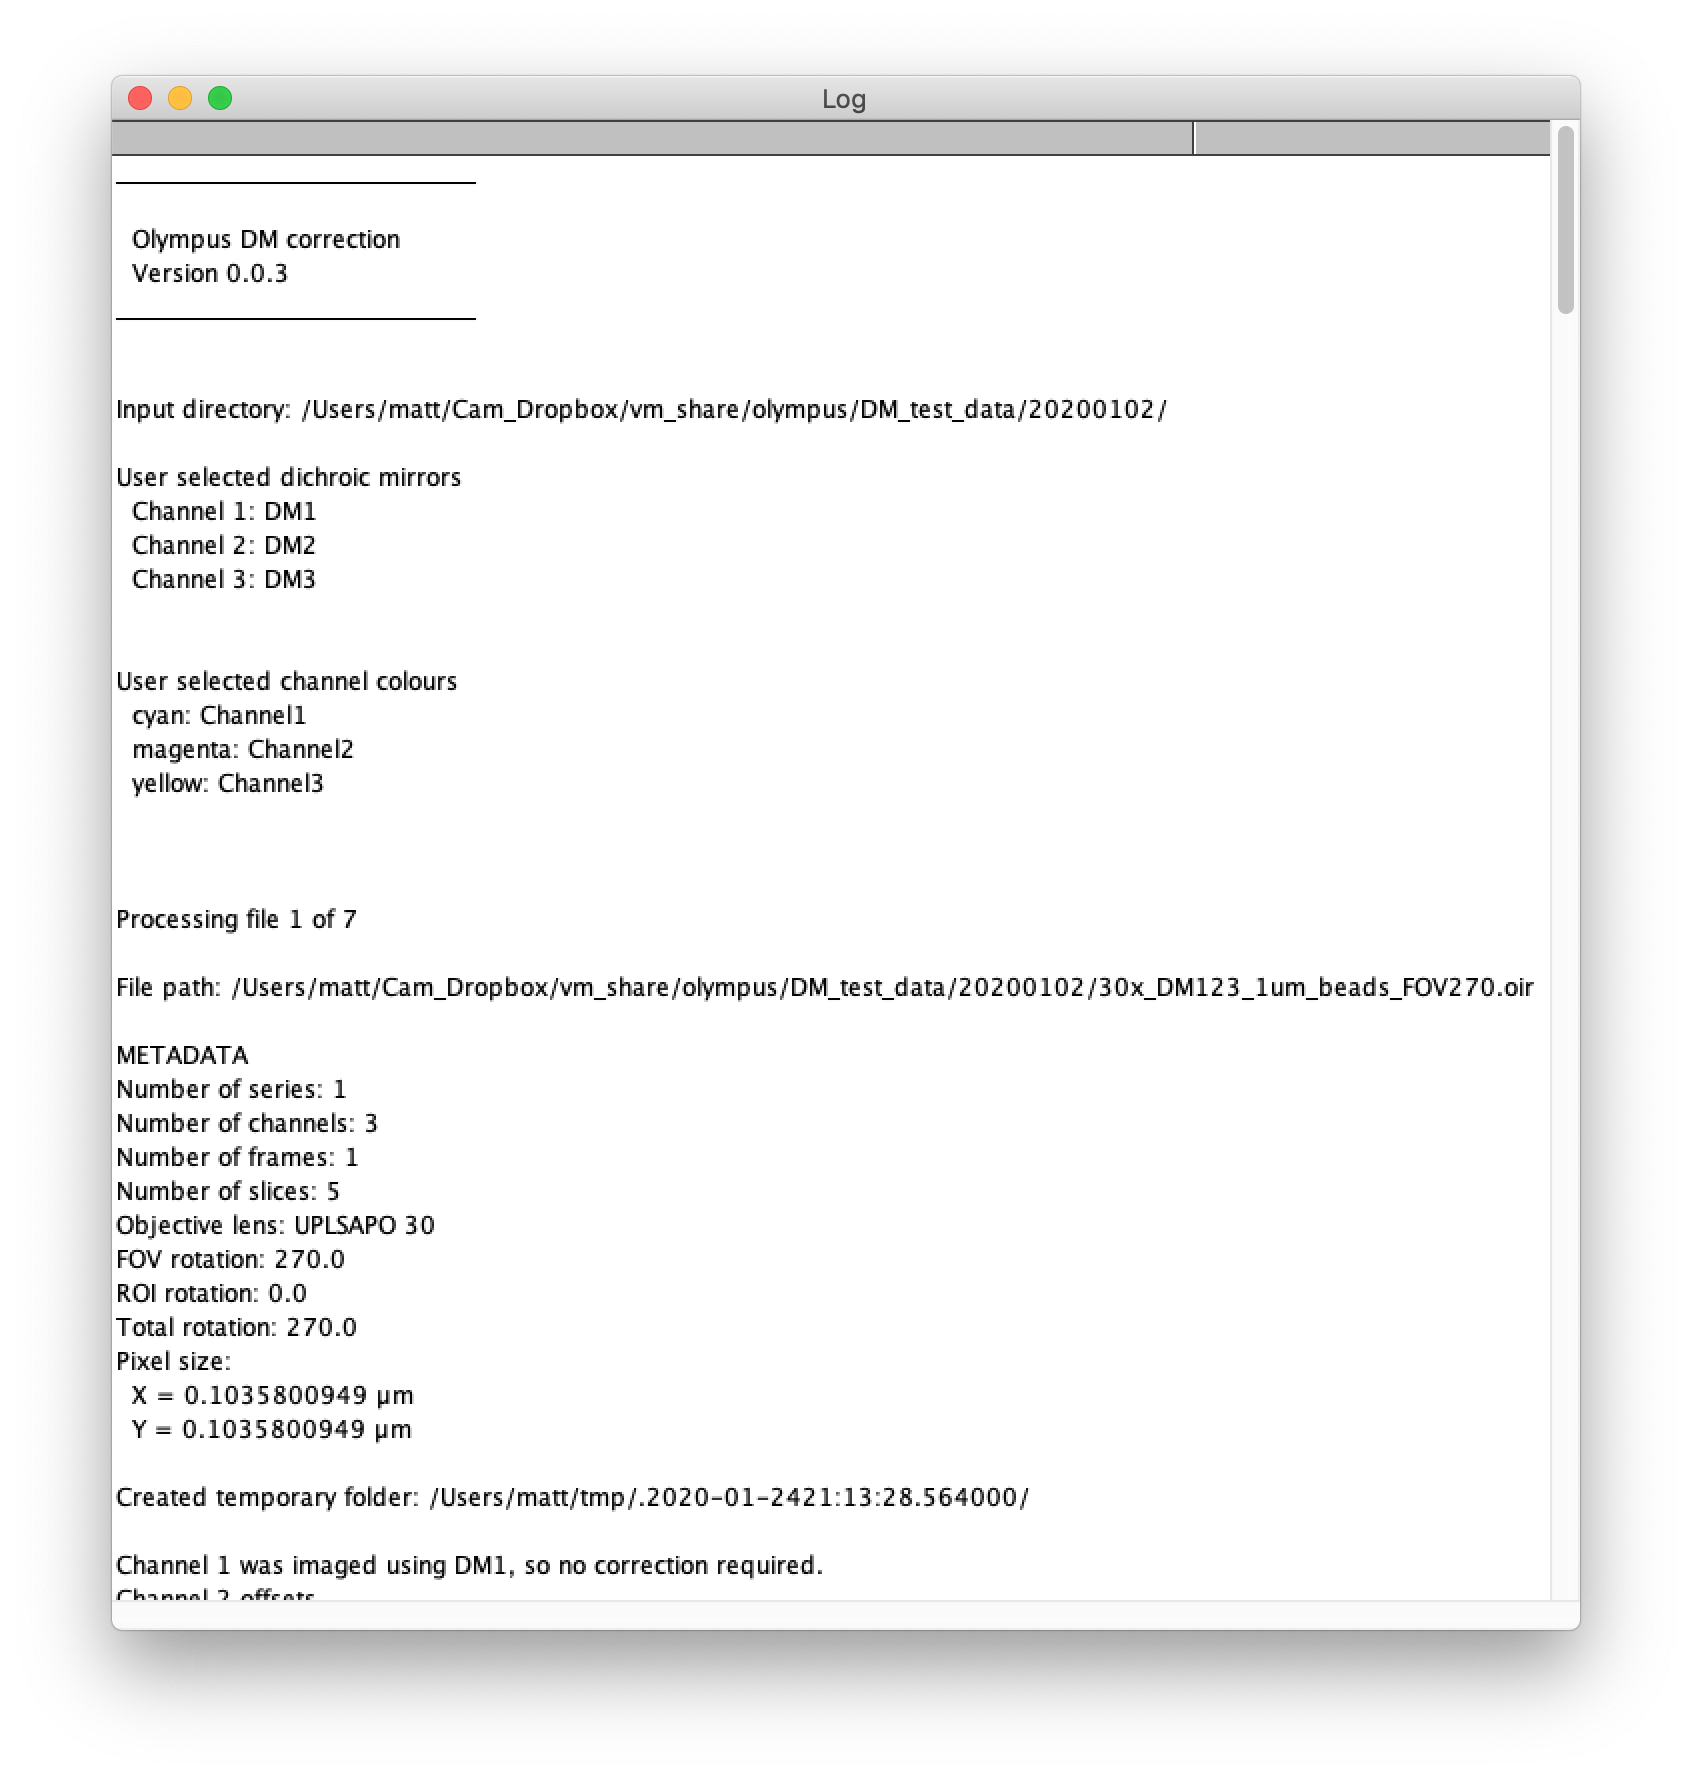 Log
Olympus DM correction
Version 0.0.3
Input directory: /Users/matt/Cam_Dropbox/vm_share/olympus/DM_test_data/20200102/
User selected dichroic mirrors
Channel 1: DM1
Channel 2: DM2
Channel 3: DM3
User selected channel colours
cyan: Channel1
magenta: Channel2
yellow: Channel3
Processing file 1 of 7
File path: /Users/matt/Cam_Dropbox/vm_share/olympus/DM_test_data/20200102/30x_DM123_1um_beads_FOV270.oir
METADATA
Number of series: 1
Number of channels: 3
Number of frames: 1
Number of slices: 5
Objective lens: UPLSAPO 30
FOV rotation: 270.0
ROI rotation: 0.0
Total rotation: 270.0
Pixel size:
X = 0.1035800949 µm
Y = 0.1035800949 µm
Created temporary folder: /Users/matt/tmp/.2020-01-2421:13:28.564000/
Channel 1 was imaged using DM1, so no correction required.
Channel 2 offsets